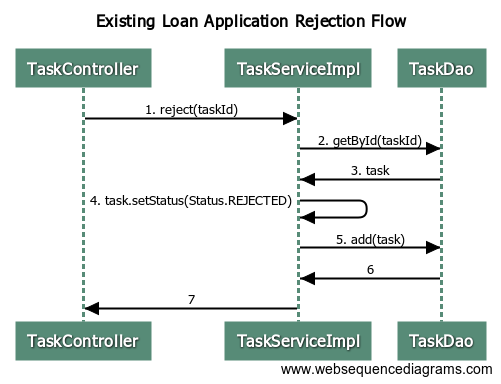 Existing Loan Application Rejection Flow
TaskController
TaskServiceImpl
TaskDao
1. reject(taskId)
2. getById(taskId)
3. task
4. task.setStatus(Status.REJECTED)
5. add(task)
6
7
TaskController
TaskServiceImpl
TaskDao
www.websequencediagrams.com